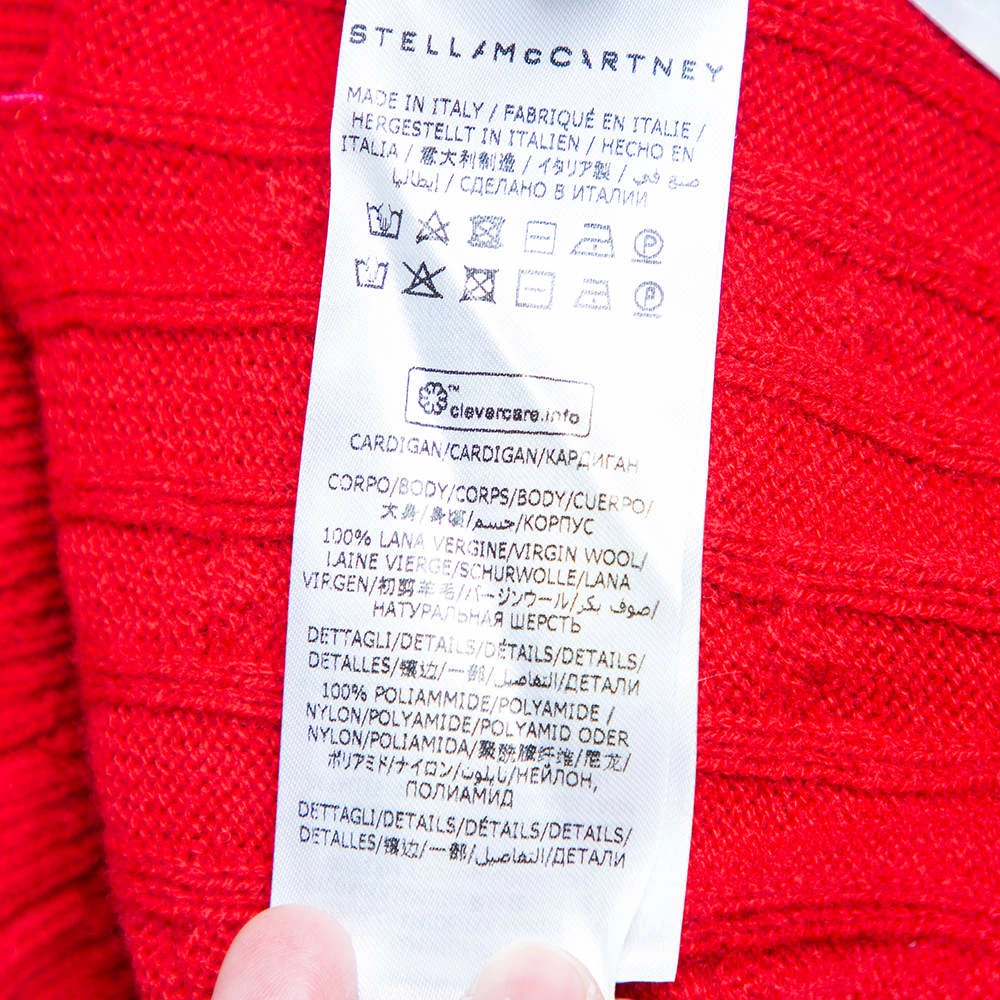 STELLA McCARTNEY
MADE IN ITALY / FABRIQUÉ EN ITALIE /
HERGESTELLT IN ITALIEN / HECHO EN
ITALIA / 意大利制造 / イタリア製 / صنع في
إيطاليا / СДЕЛАНО В ИТАЛИИ
P
P
™
clevercare.info
CARDIGAN/CARDIGAN/КАРДИГАН
CORPO/BODY/CORPS/BODY/CUERPO/
大身/身頃/جسم/КОРПУС
100% LANA VERGINE/VIRGIN WOOL/
LAINE VIERGE/SCHURWOLLE/LANA
VIRGEN/初剪羊毛/バージンウール/صوف بكر/
НАТУРАЛЬНАЯ ШЕРСТЬ
DETTAGLI/DETAILS/DÉTAILS/DETAILS/
DETALLES/镶边/一部/التفاصيل/ДЕТАЛИ
100% POLIAMMIDE/POLYAMIDE /
NYLON/POLYAMIDE/POLYAMID ODER
NYLON/POLIAMIDA/聚酰胺纤维/尼龙/
ポリアミド/ナイロン/نايلون/НЕЙЛОН,
ПОЛИАМИД
DETTAGLI/DETAILS/DÉTAILS/DETAILS/
DETALLES/镶边/一部/التفاصيل/ДЕТАЛИ